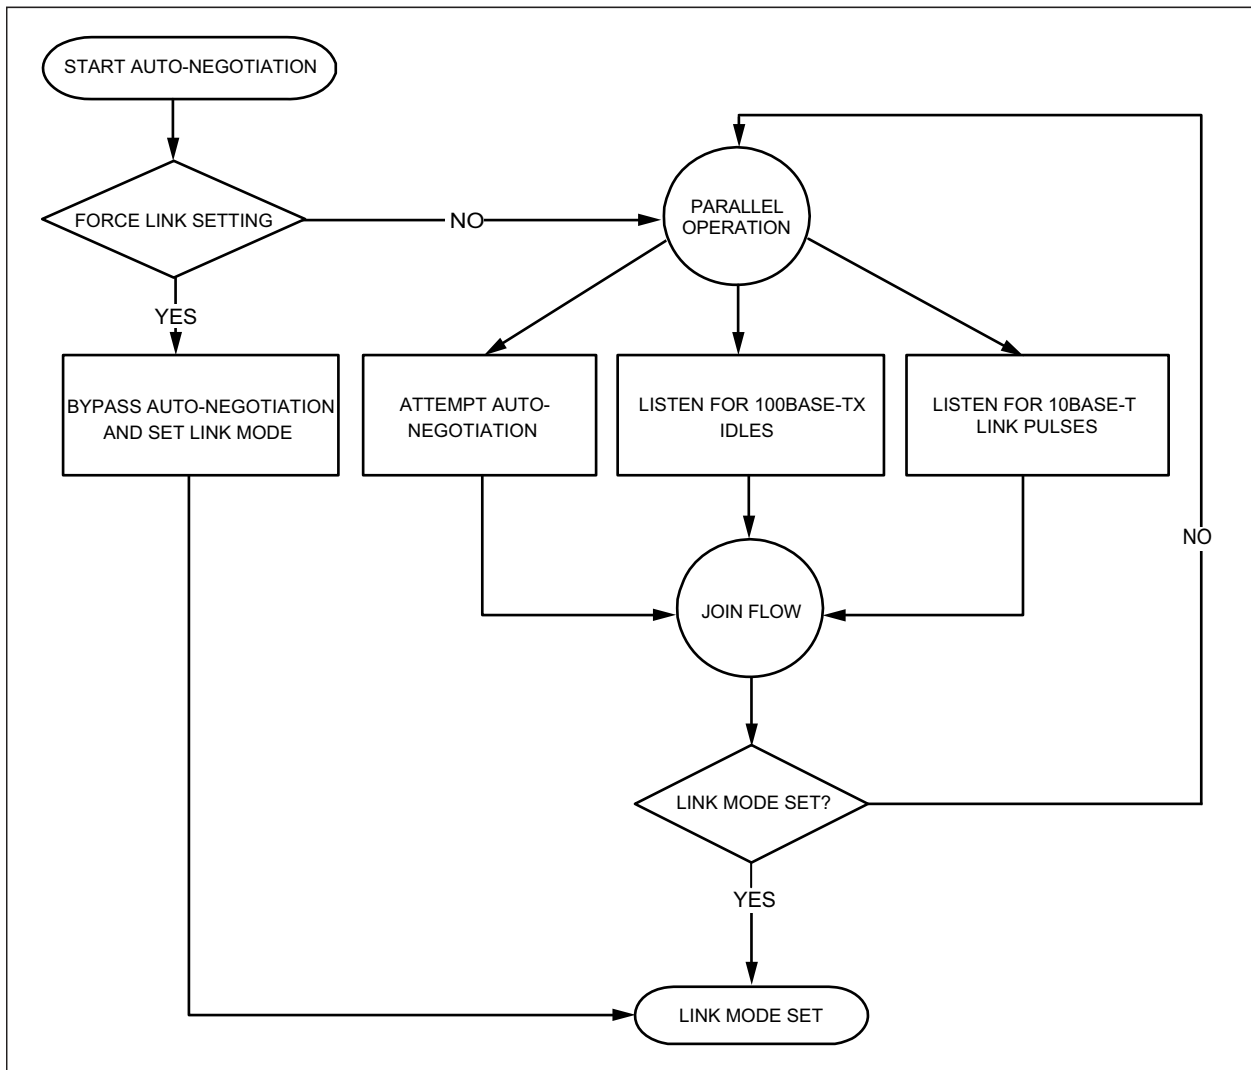 START AUTO-NEGOTIATION
FORCE LINK SETTING
NO
PARALLEL
OPERATION
YES
BYPASS AUTO-NEGOTIATION
AND SET LINK MODE
ATTEMPT AUTO-
NEGOTIATION
LISTEN FOR 100BASE-TX
IDLES
LISTEN FOR 10BASE-T
LINK PULSES
NO
JOIN FLOW
LINK MODE SET?
YES
LINK MODE SET